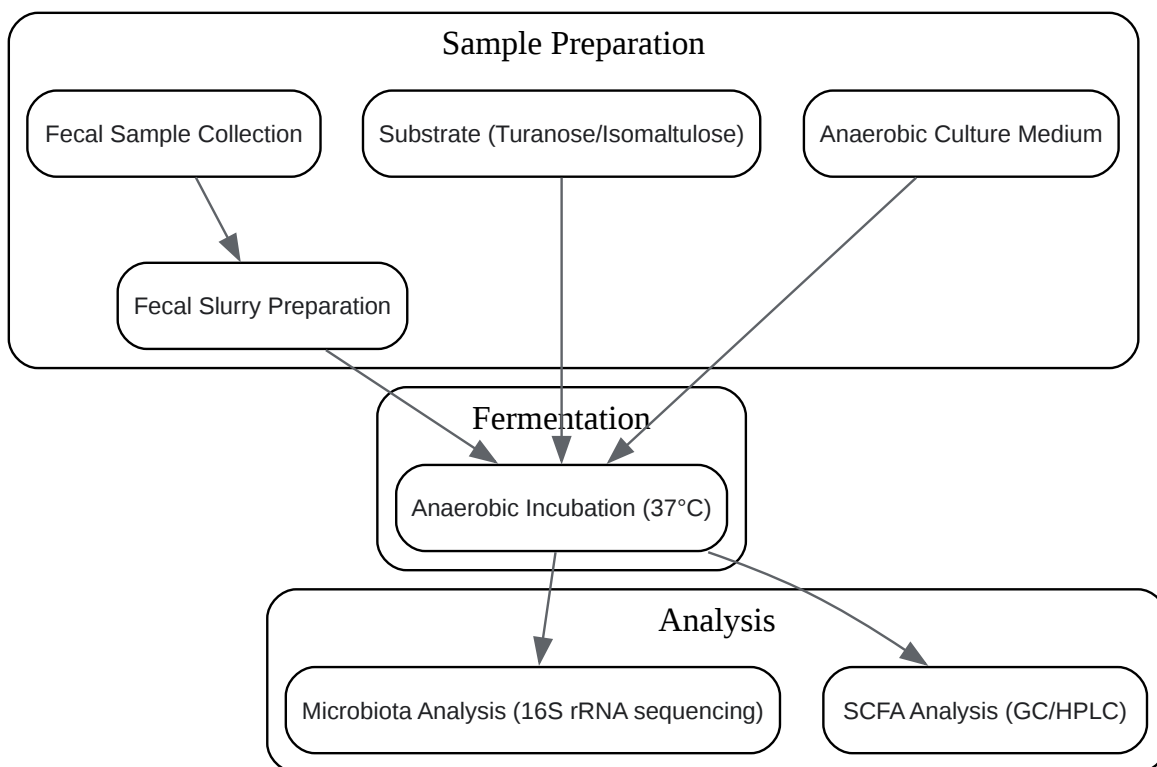 Sample Preparation
Fecal Sample Collection
Substrate (Turanose/Isomaltulose)
Anaerobic Culture Medium
Fecal Slurry Preparation
Fermentation
Anaerobic Incubation (37°C)
Analysis
Microbiota Analysis (16S rRNA sequencing)
SCFA Analysis (GC/HPLC)